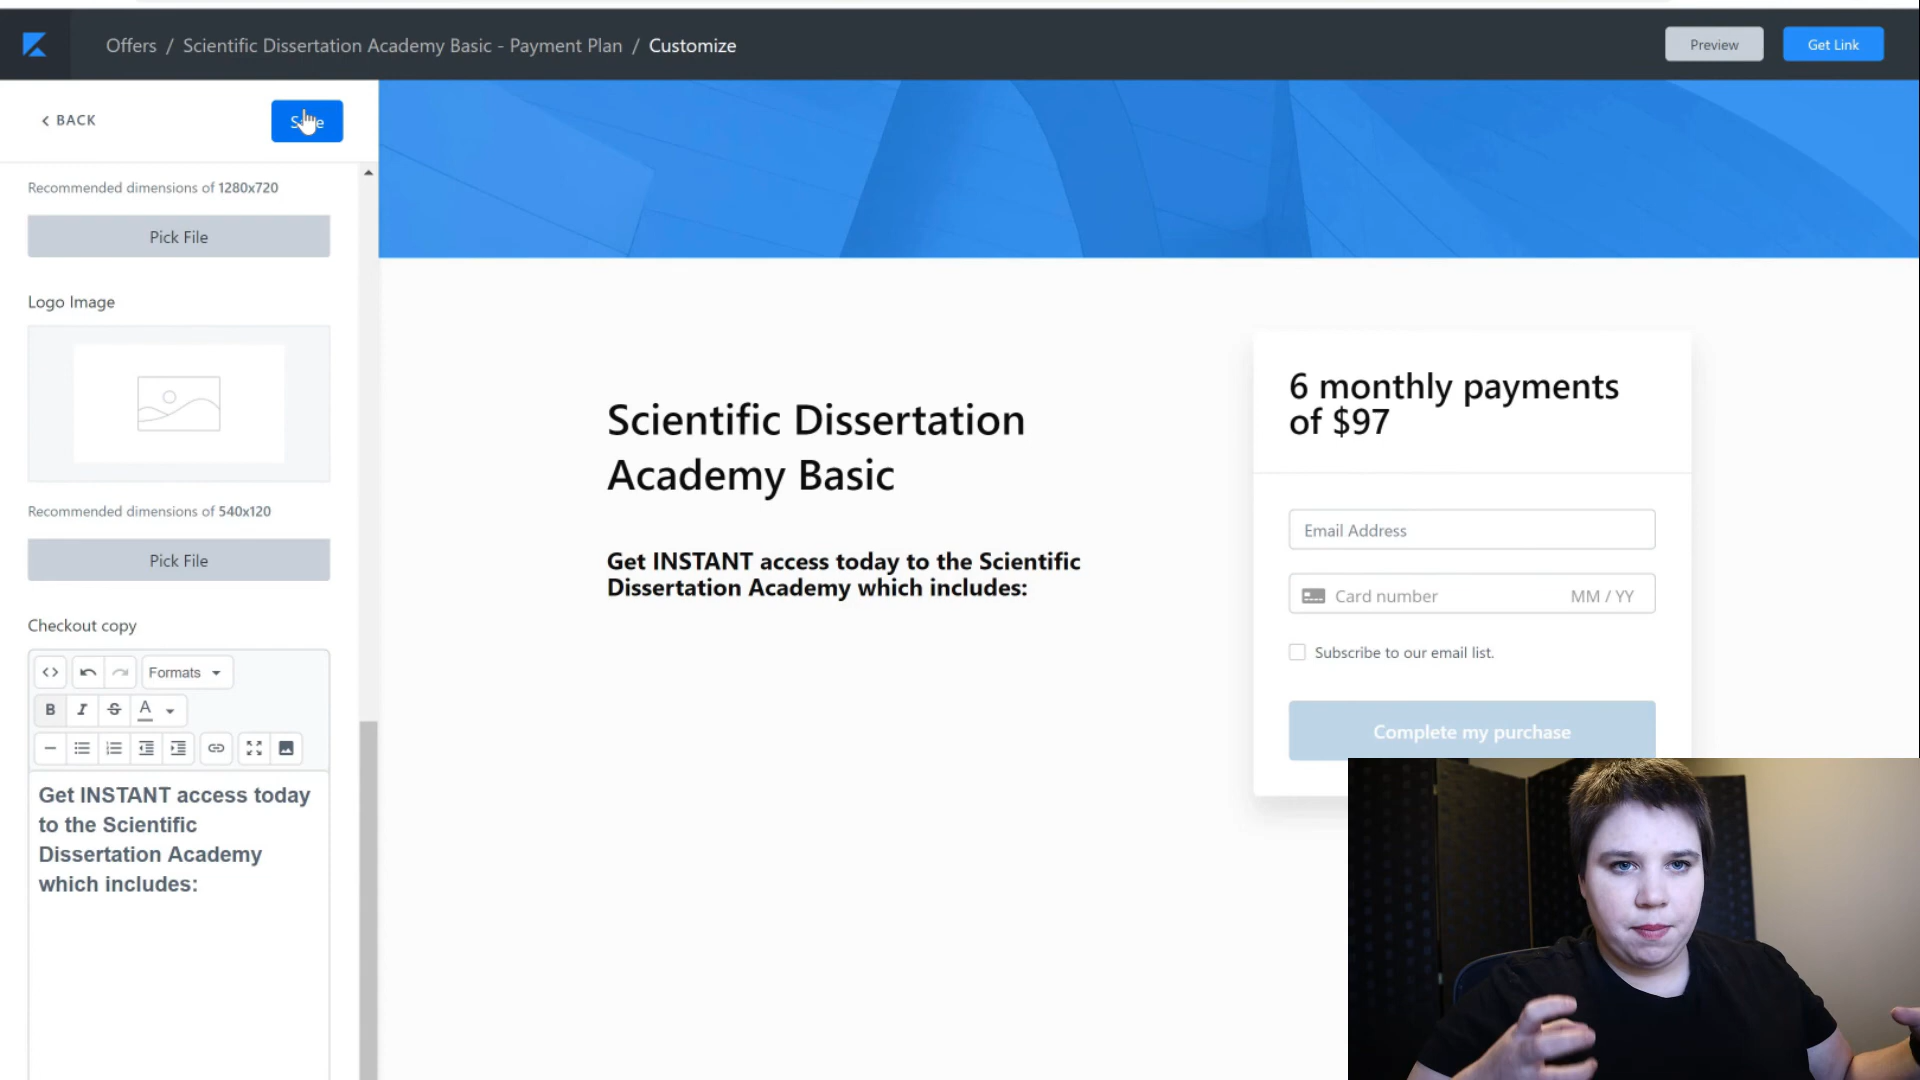 Offers / Scientific Dissertation Academy Basic - Payment Plan / Customize
Preview
Get Link
BACK
Recommended dimensions of 1280x720
Pick File
Logo Image
Recommended dimensions of 540x120
Pick File
Checkout copy
Formats
B I S A
Get INSTANT access today
to the Scientific
Dissertation Academy
which includes:
Scientific Dissertation
Academy Basic
Get INSTANT access today to the Scientific
Dissertation Academy which includes:
6 monthly payments
of $97
Email Address
Card number MM / YY
Subscribe to our email list.
Complete my purchase